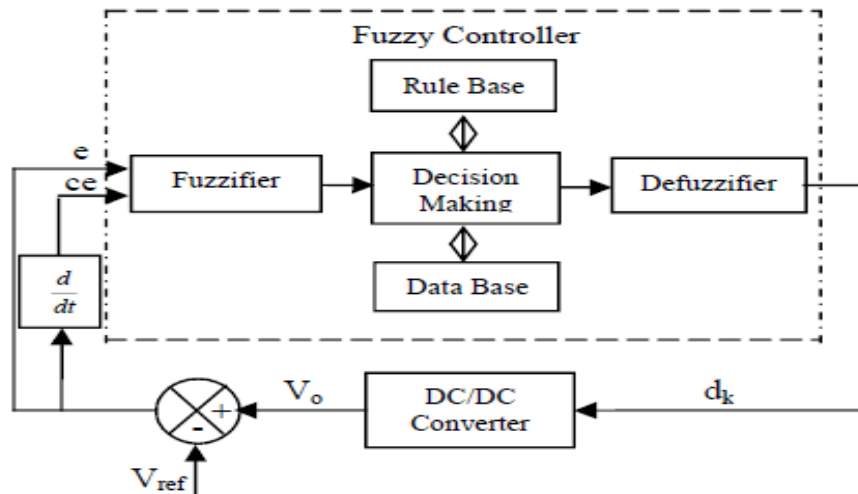 Fuzzy Controller
Rule Base
e
ce
Fuzzifier
Decision
Making
Defuzzifier
d
dt
Data Base
Vo
DC/DC
Converter
dk
+
-
Vref